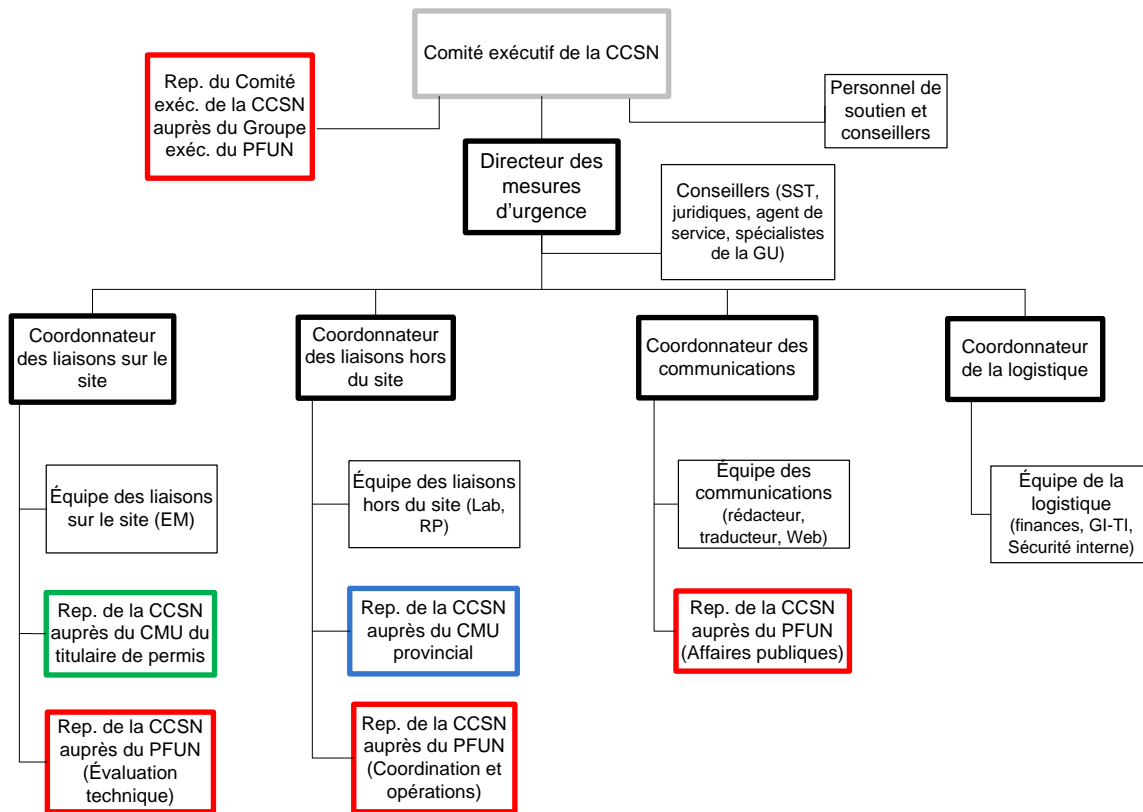 Comité exécutif de la CCSN
Rep. du Comité
exéc. de la CCSN
auprès du Groupe
exéc. du PFUN
Personnel de
soutien et
conseillers
Directeur des
mesures
d’urgence
Conseillers (SST,
juridiques, agent de
service, spécialistes
de la GU)
Coordonnateur
des liaisons sur le
site
Coordonnateur
des liaisons hors
du site
Coordonnateur des
communications
Coordonnateur
de la logistique
Équipe des liaisons
sur le site (EM)
Équipe des liaisons
hors du site (Lab,
RP)
Équipe des
communications
(rédacteur,
traducteur, Web)
Équipe de la
logistique
(finances, GI-TI,
Sécurité interne)
Rep. de la CCSN
auprès du CMU du
titulaire de permis
Rep. de la CCSN
auprès du CMU
provincial
Rep. de la CCSN
auprès du PFUN
(Affaires publiques)
Rep. de la CCSN
auprès du PFUN
(Évaluation
technique)
Rep. de la CCSN
auprès du PFUN
(Coordination et
opérations)